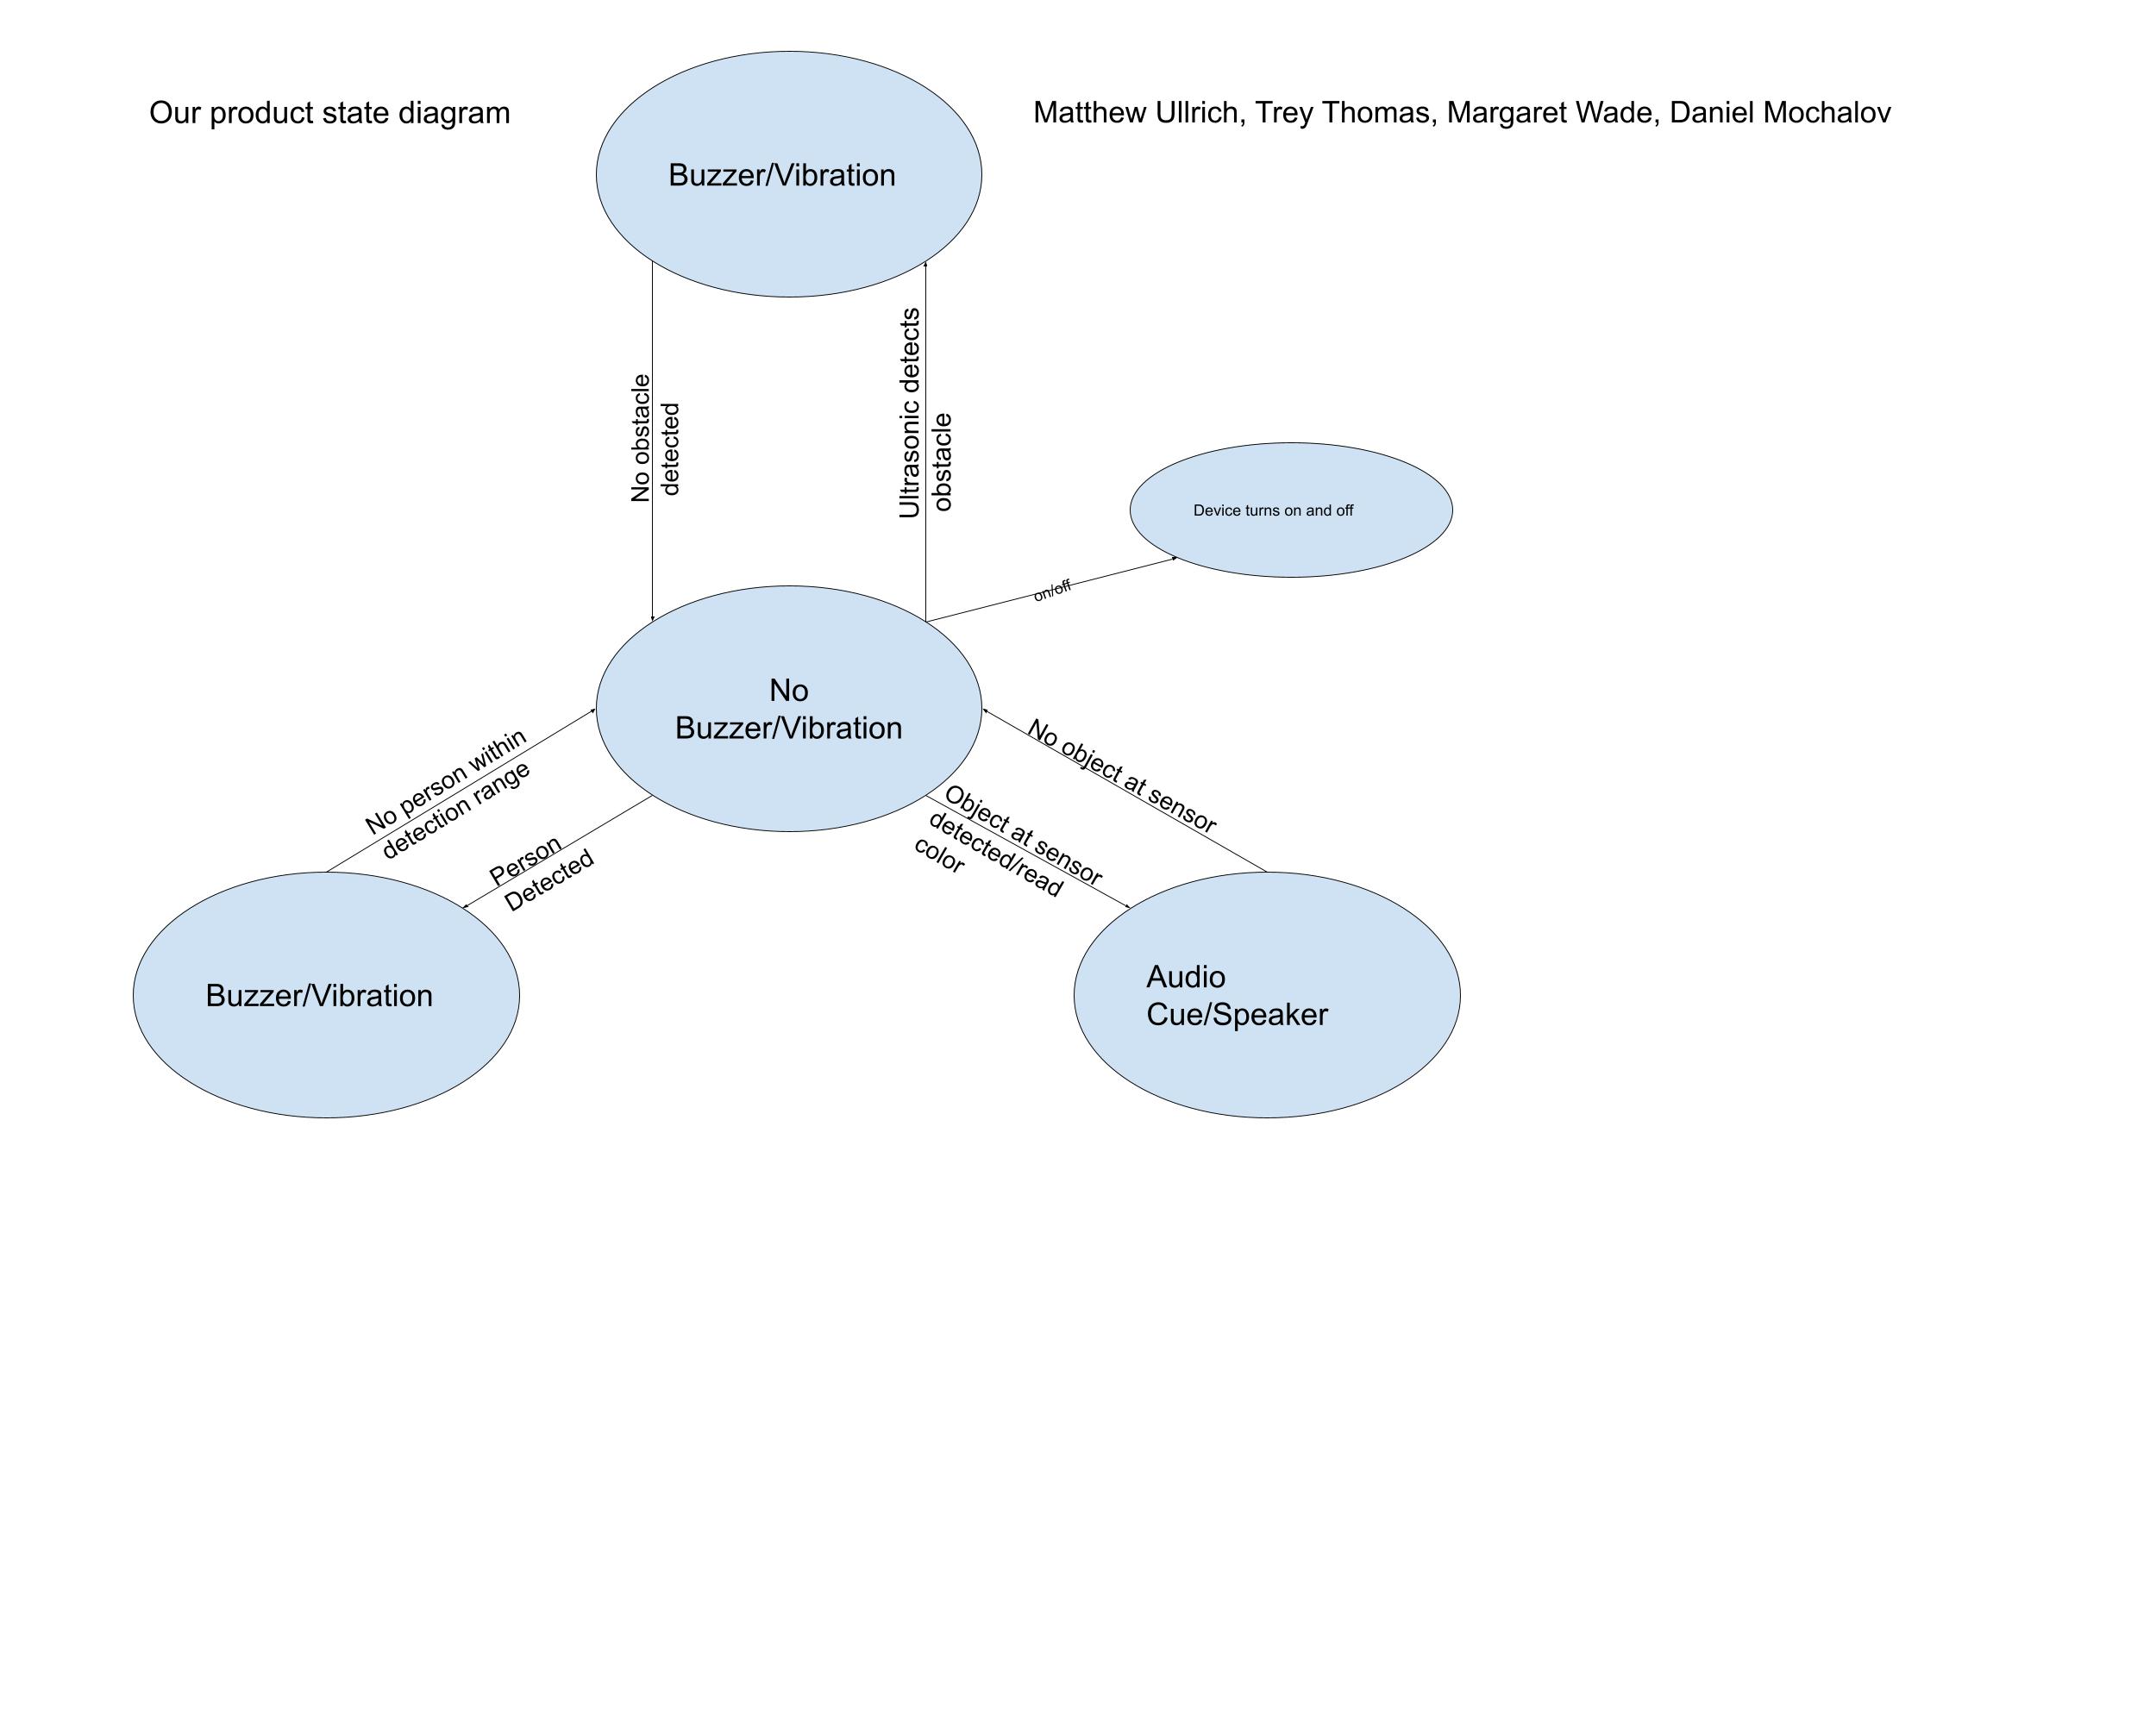 Our product state diagram
Matthew Ullrich, Trey Thomas, Margaret Wade, Daniel Mochalov
Buzzer/Vibration
No obstacle
detected
Ultrasonic detects
obstacle
Device turns on and off
on/off
No
Buzzer/Vibration
No person within
detection range
Person
Detected
No object at sensor
Object at sensor
detected/read
color
Buzzer/Vibration
Audio
Cue/Speaker